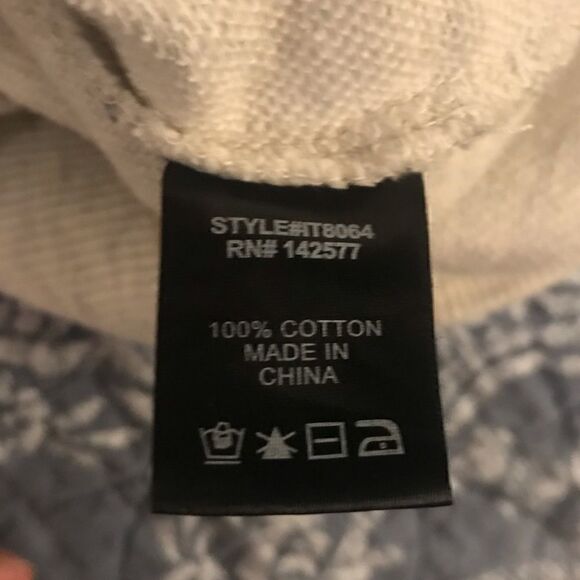 STYLE#IT8064
RN# 142577
100% COTTON
MADE IN
CHINA